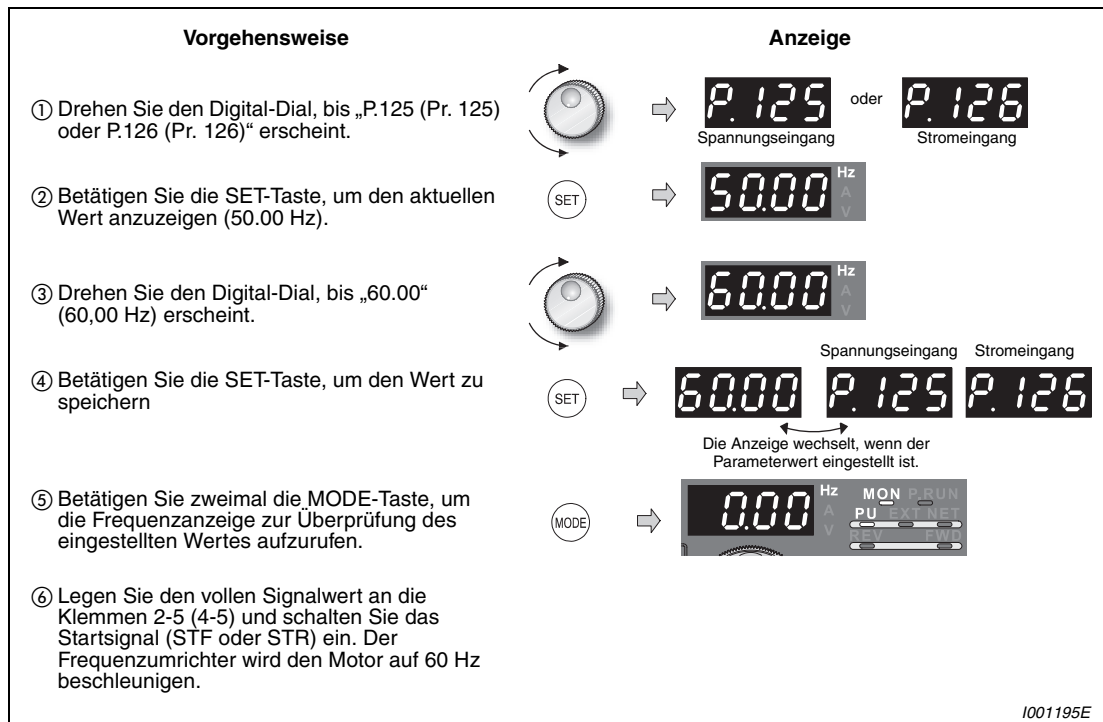 Vorgehensweise
Anzeige
① Drehen Sie den Digital-Dial, bis „P.125 (Pr. 125)
oder P.126 (Pr. 126)“ erscheint.
P. 125
oder
P. 126
Spannungseingang
Stromeingang
② Betätigen Sie die SET-Taste, um den aktuellen
Wert anzuzeigen (50.00 Hz).
SET
50.00
Hz
A
V
③ Drehen Sie den Digital-Dial, bis „60.00“
(60,00 Hz) erscheint.
60.00
Hz
A
V
④ Betätigen Sie die SET-Taste, um den Wert zu
speichern
SET
Spannungseingang
Stromeingang
60.00
P. 125
P. 126
Die Anzeige wechselt, wenn der
Parameterwert eingestellt ist.
⑤ Betätigen Sie zweimal die MODE-Taste, um
die Frequenzanzeige zur Überprüfung des
eingestellten Wertes aufzurufen.
MODE
0.00
Hz
A
V
MON P.RUN
PU EXT NET
REV FWD
⑥ Legen Sie den vollen Signalwert an die
Klemmen 2-5 (4-5) und schalten Sie das
Startsignal (STF oder STR) ein. Der
Frequenzumrichter wird den Motor auf 60 Hz
beschleunigen.
I001195E